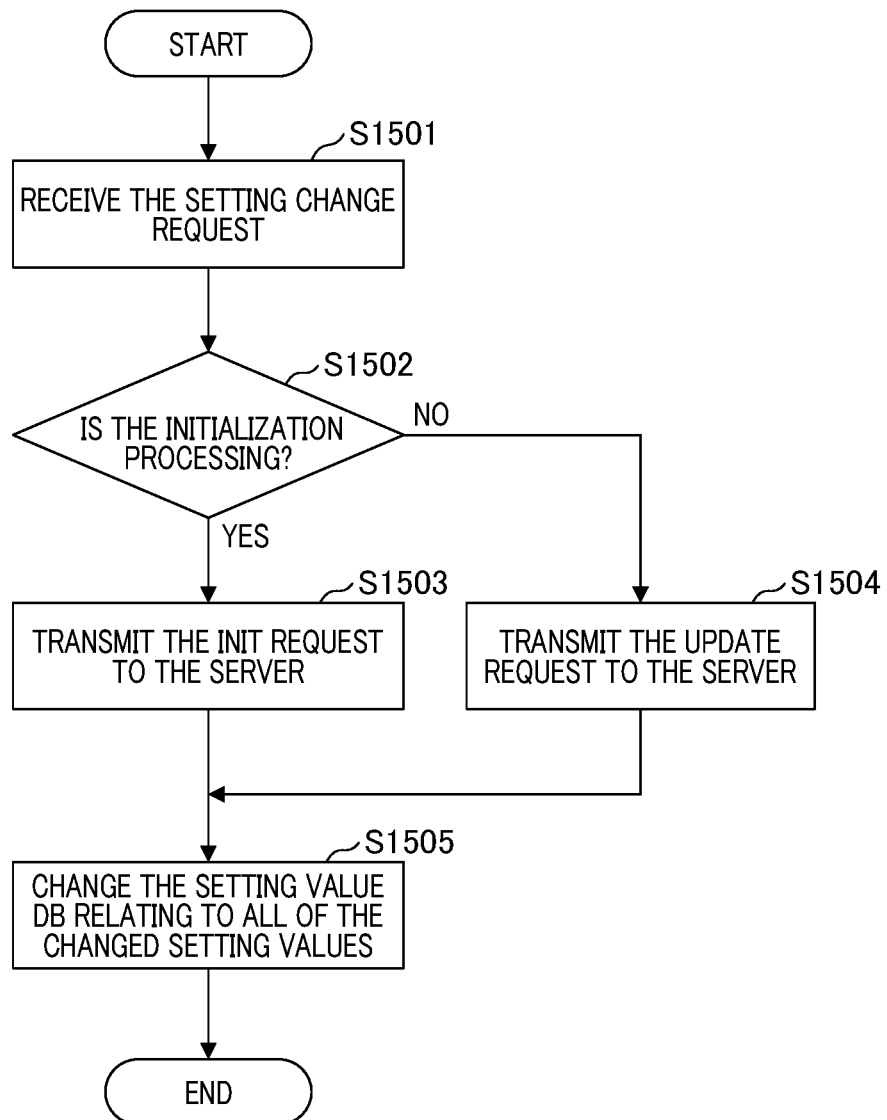 START
S1501
RECEIVE THE SETTING CHANGE
REQUEST
S1502
IS THE INITIALIZATION
PROCESSING?
NO
YES
S1503
TRANSMIT THE INIT REQUEST
TO THE SERVER
S1504
TRANSMIT THE UPDATE
REQUEST TO THE SERVER
S1505
CHANGE THE SETTING VALUE
DB RELATING TO ALL OF THE
CHANGED SETTING VALUES
END